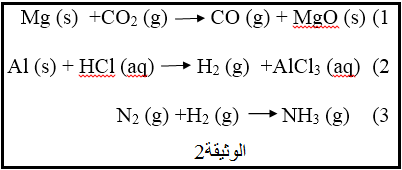 Mg (s) +CO₂ (g) ⟶ CO (g) + MgO (s) (1
Al (s) + HCl (aq) ⟶ H₂ (g) +AlCl₃ (aq) (2
N₂ (g) +H₂ (g) ⟶ NH₃ (g) (3
الوثيقة2